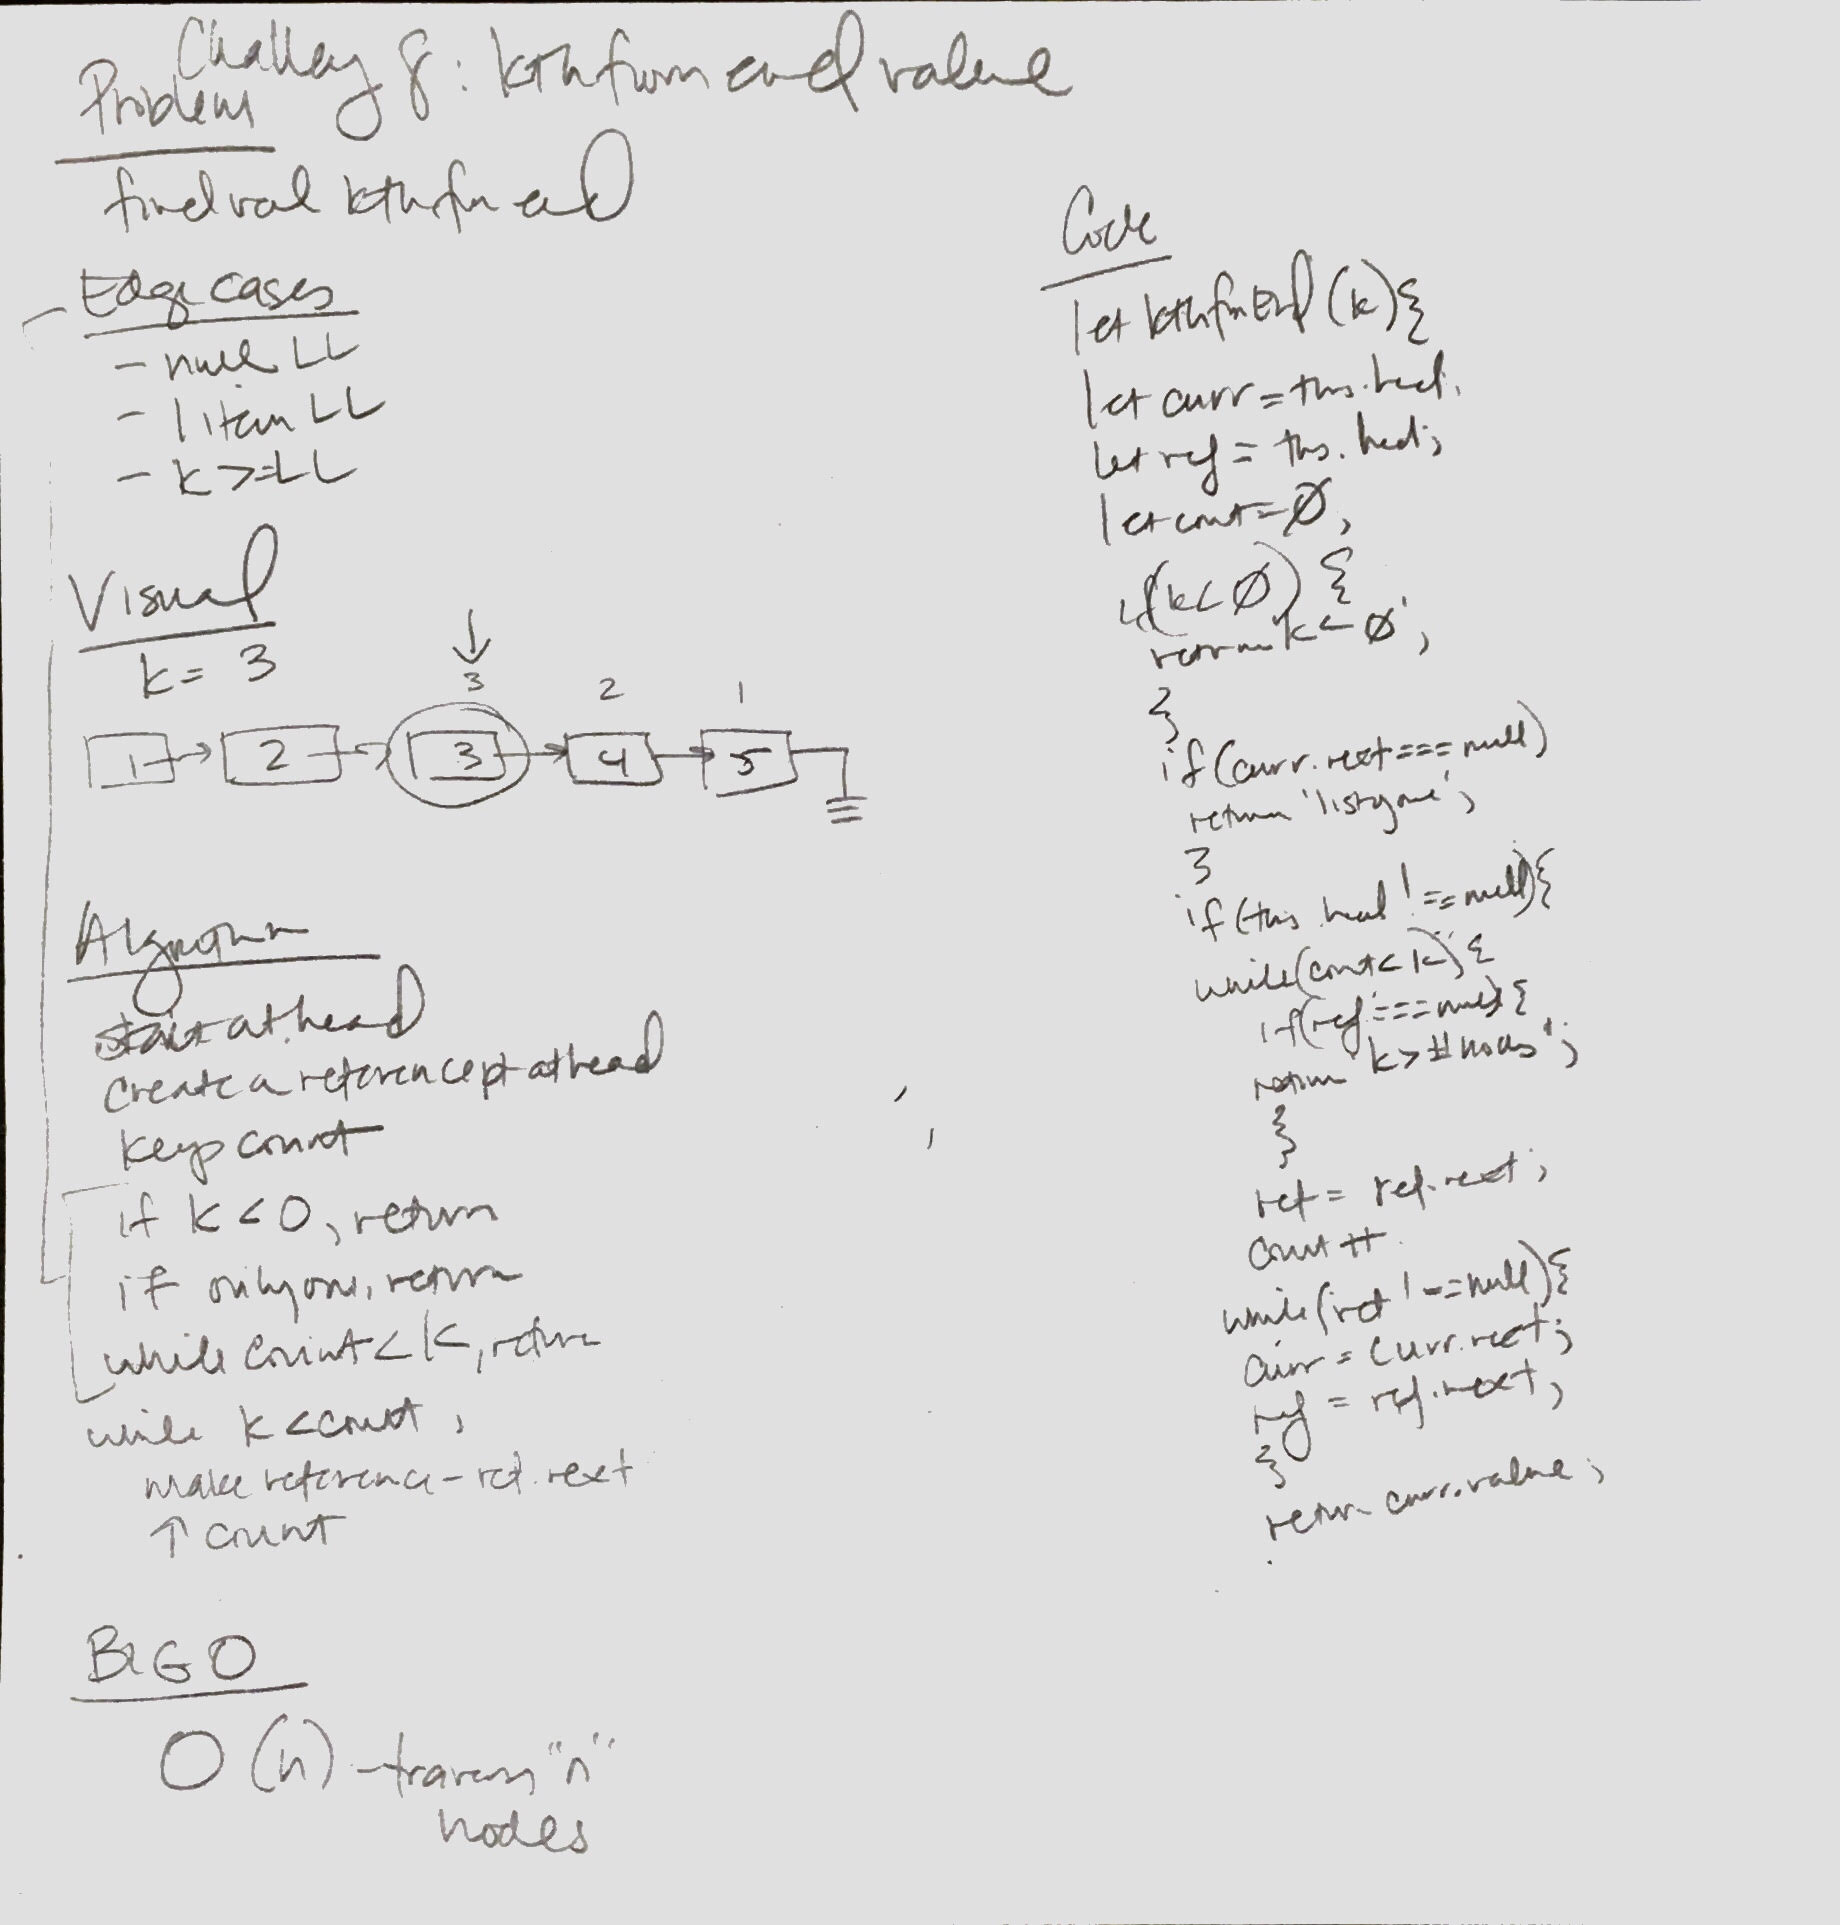 Challeng 8: kth from end value
Problem
find val kth frm end
Edge cases
- null LL
- 1 item LL
- k >= LL
Visual
k = 3
3 2 1
1 2 3 4 5
Algorithm
start at head
Create a reference pt at head
keep count
if k < 0, return
if only one, return
while count < k, return
while k < count,
make reference - ref.next
↑ count
BIG O
O(n) - travers "n"
nodes
Code
let kthfmEnd (k) {
let curr = this.head;
let ref = this.head;
let count = Ø;
if (k < Ø) {
return 'k < Ø';
}
if (curr.next === null)
return 'list gone';
}
if (this.head !== null) {
while (count < k) {
if (ref === null) {
return 'k > # nodes';
}
ref = ref.next;
count ++
while (ref !== null) {
curr = curr.next;
ref = ref.next;
}
return curr.value;